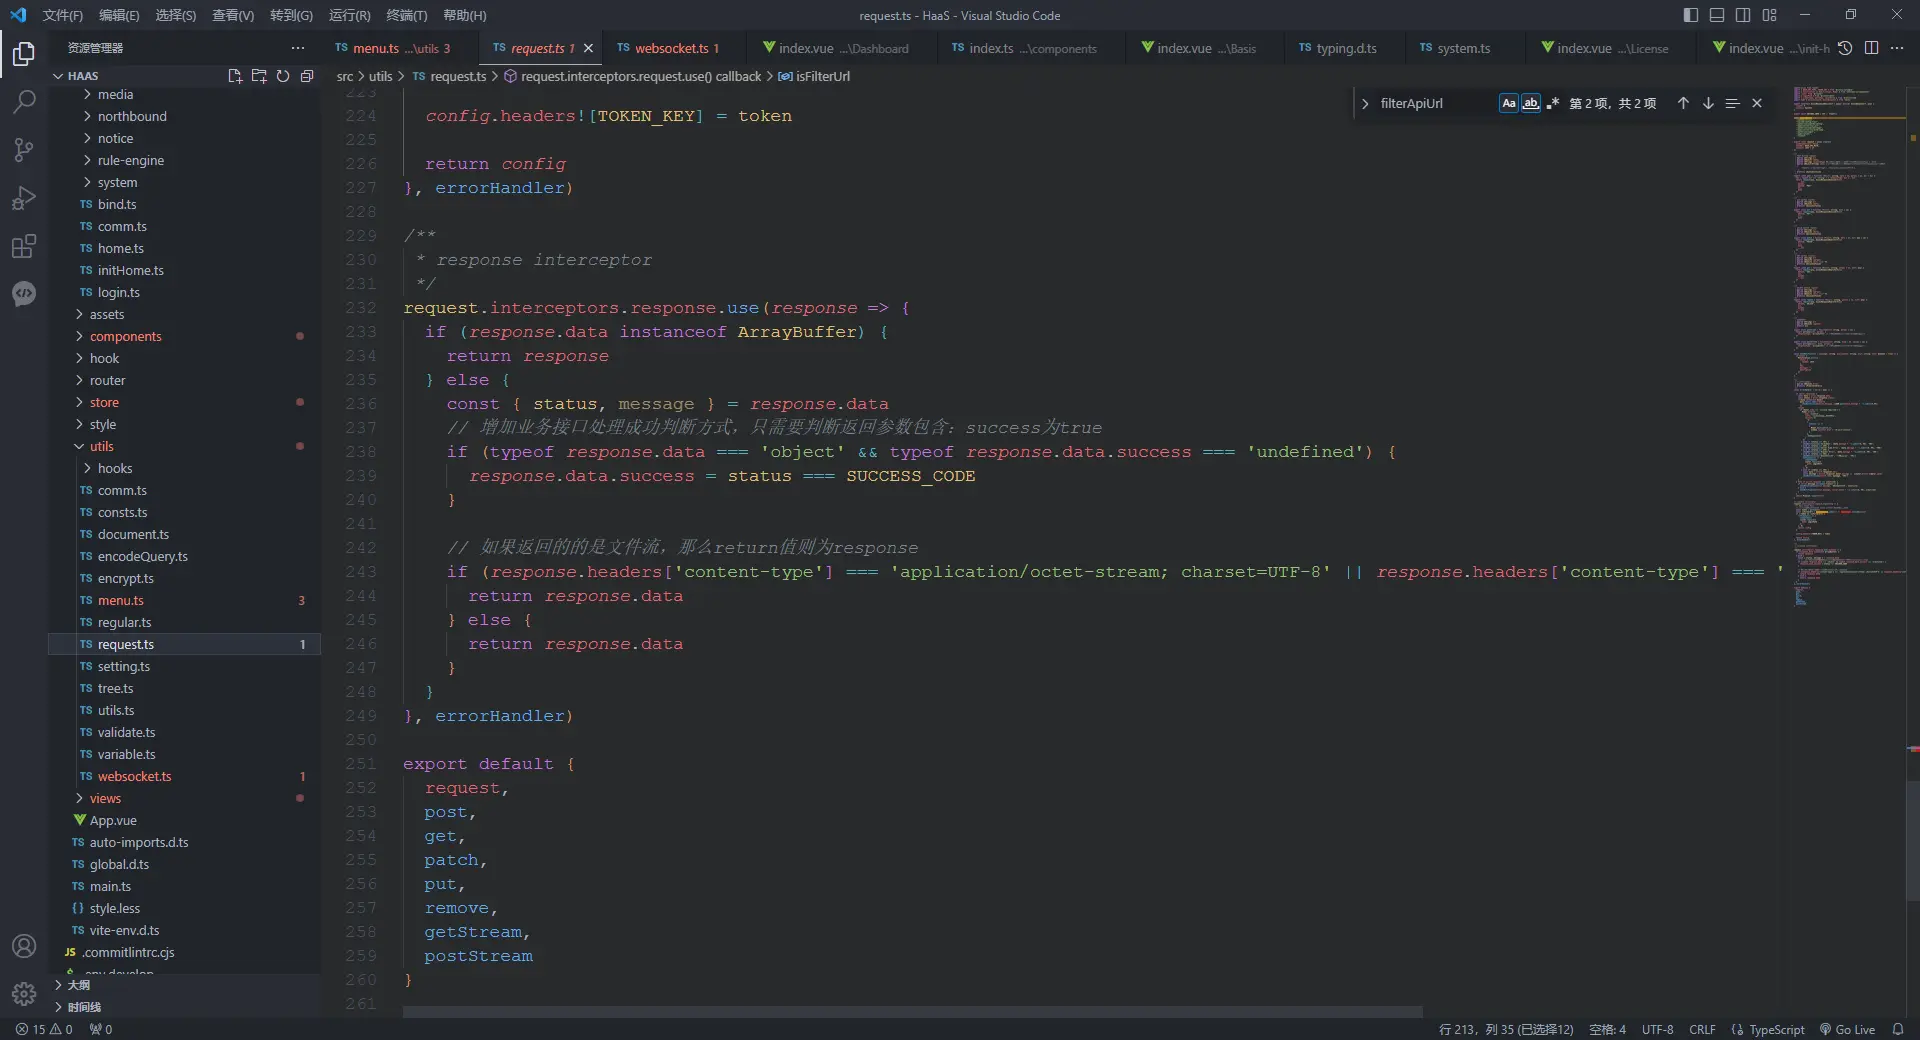 文件(F) 编辑(E) 选择(S) 查看(V) 转到(G) 运行(R) 终端(T) 帮助(H)
request.ts - HaaS - Visual Studio Code
资源管理器
TS menu.ts ...\utils 3
TS request.ts 1
TS websocket.ts 1
index.vue ...\Dashboard
TS index.ts ...\components
index.vue ...\Basis
TS typing.d.ts
TS system.ts
index.vue ...\License
index.vue ...\init-h
HAAS
media
northbound
notice
rule-engine
system
TS bind.ts
TS comm.ts
TS home.ts
TS initHome.ts
TS login.ts
assets
components
hook
router
store
style
utils
hooks
TS comm.ts
TS consts.ts
TS document.ts
TS encodeQuery.ts
TS encrypt.ts
TS menu.ts 3
TS regular.ts
TS request.ts 1
TS setting.ts
TS tree.ts
TS utils.ts
TS validate.ts
TS variable.ts
TS websocket.ts 1
views
App.vue
TS auto-imports.d.ts
TS global.d.ts
TS main.ts
{} style.less
TS vite-env.d.ts
JS .commitlintrc.cjs
.env.develop
大纲
时间线
src > utils > TS request.ts > request.interceptors.request.use() callback > isFilterUrl
filterApiUrl Aa ab .* 第 2 项，共 2 项
223
224 config.headers![TOKEN_KEY] = token
225
226 return config
227 }, errorHandler)
228
229 /**
230 * response interceptor
231 */
232 request.interceptors.response.use(response => {
233 if (response.data instanceof ArrayBuffer) {
234 return response
235 } else {
236 const { status, message } = response.data
237 // 增加业务接口处理成功判断方式，只需要判断返回参数包含：success为true
238 if (typeof response.data === 'object' && typeof response.data.success === 'undefined') {
239 response.data.success = status === SUCCESS_CODE
240 }
241
242 // 如果返回的的是文件流，那么return值则为response
243 if (response.headers['content-type'] === 'application/octet-stream; charset=UTF-8' || response.headers['content-type'] === '
244 return response.data
245 } else {
246 return response.data
247 }
248 }
249 }, errorHandler)
250
251 export default {
252 request,
253 post,
254 get,
255 patch,
256 put,
257 remove,
258 getStream,
259 postStream
260 }
261
15 0 0
行 213，列 35 (已选择12) 空格: 4 UTF-8 CRLF {} TypeScript Go Live